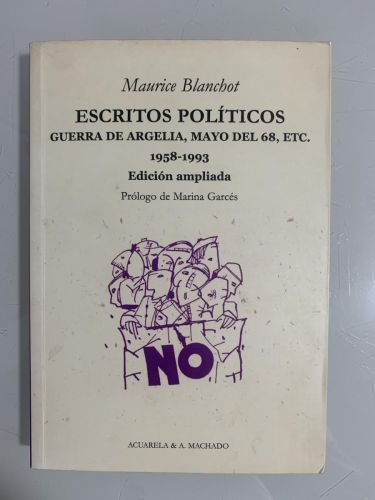 Maurice Blanchot
ESCRITOS POLÍTICOS
GUERRA DE ARGELIA, MAYO DEL 68, ETC.
1958-1993
Edición ampliada
Prólogo de Marina Garcés
NO
ACUARELA & A. MACHADO